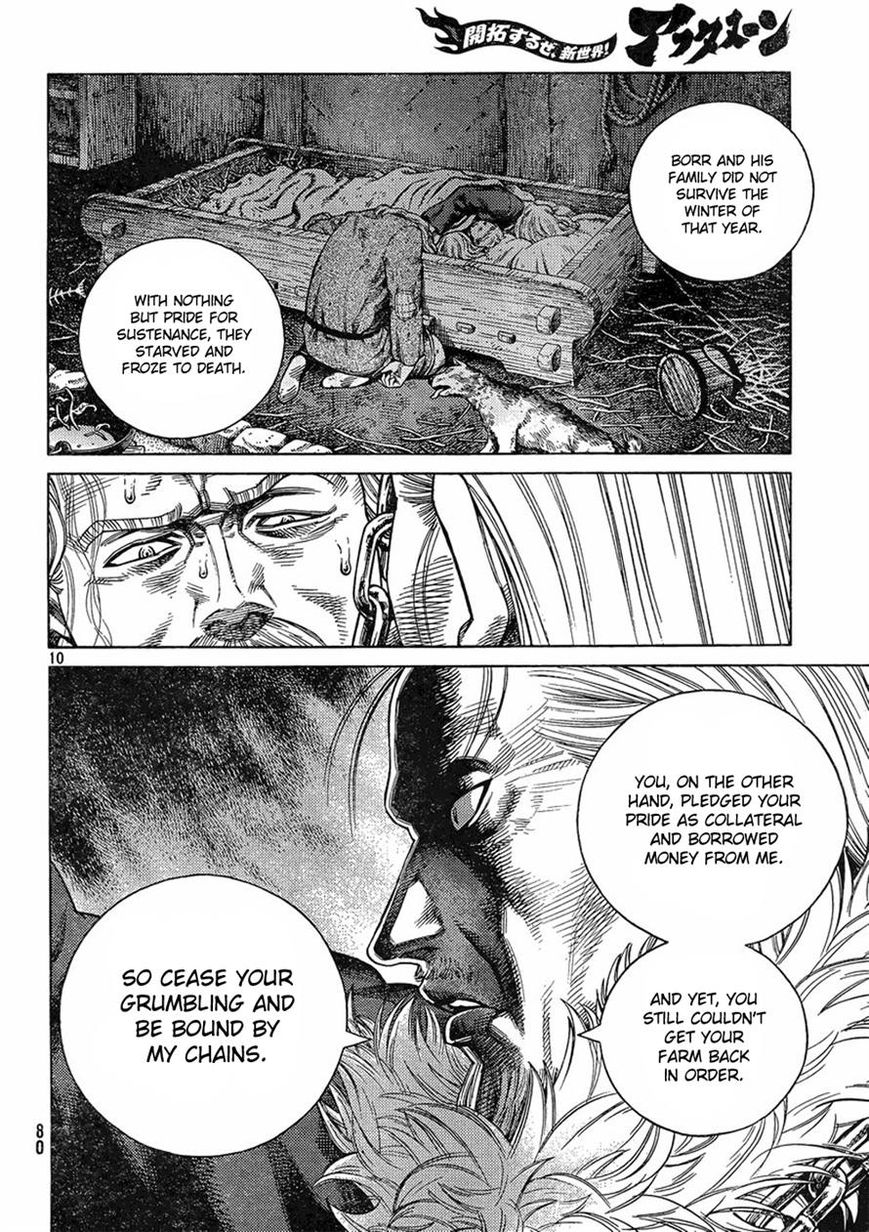 開拓するぜ、新世界!
アフタヌーン
BORR AND HIS
FAMILY DID NOT
SURVIVE THE
WINTER OF
THAT YEAR.
WITH NOTHING
BUT PRIDE FOR
SUSTENANCE, THEY
STARVED AND
FROZE TO DEATH.
10
YOU, ON THE OTHER
HAND, PLEDGED YOUR
PRIDE AS COLLATERAL
AND BORROWED
MONEY FROM ME.
AND YET, YOU
STILL COULDN'T
GET YOUR
FARM BACK
IN ORDER.
SO CEASE YOUR
GRUMBLING AND
BE BOUND BY
MY CHAINS.
80